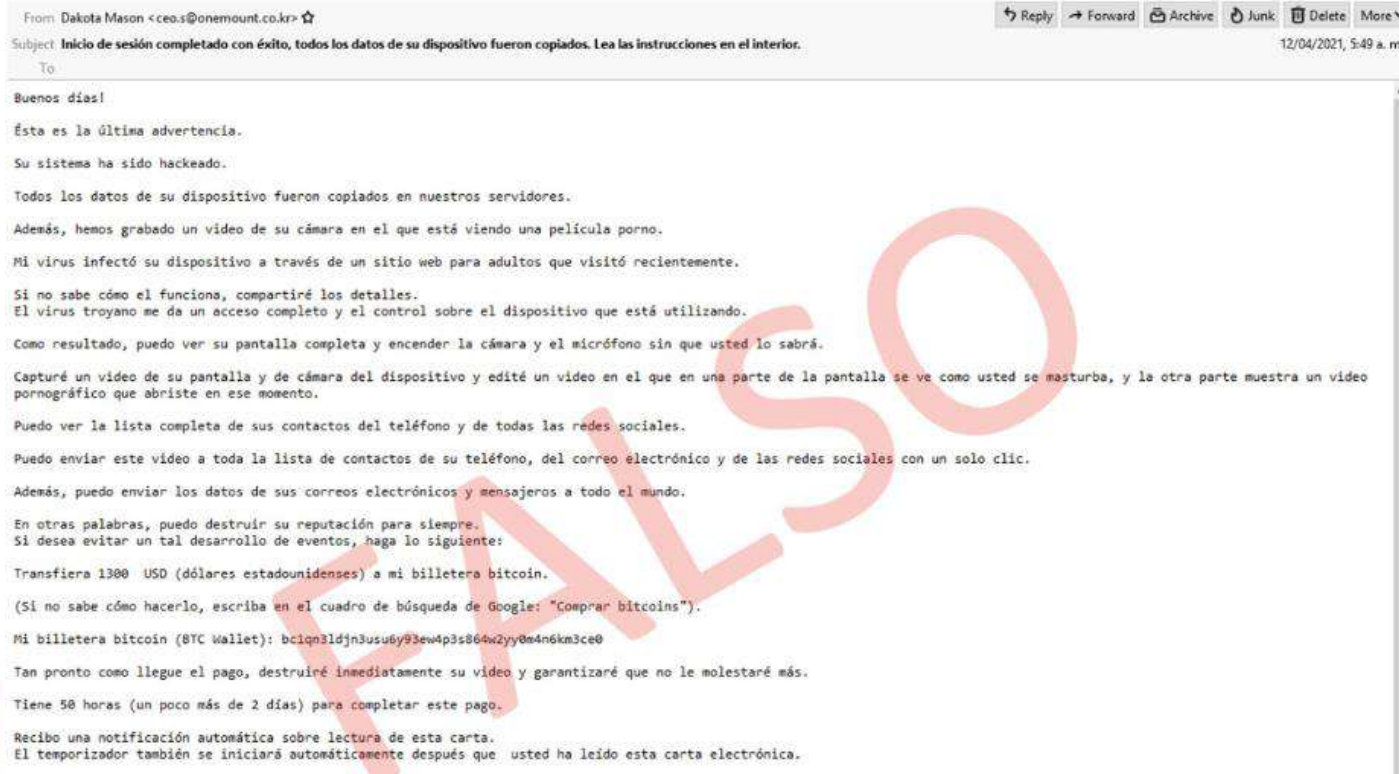 From Dakota Mason <ceo.s@onemount.co.kr>
Reply Forward Archive Junk Delete More
Subject Inicio de sesión completado con éxito, todos los datos de su dispositivo fueron copiados. Lea las instrucciones en el interior.
12/04/2021, 5:49 a. m
To
Buenos días!
Ésta es la última advertencia.
Su sistema ha sido hackeado.
Todos los datos de su dispositivo fueron copiados en nuestros servidores.
Además, hemos grabado un video de su cámara en el que está viendo una película porno.
Mi virus infectó su dispositivo a través de un sitio web para adultos que visitó recientemente.
Si no sabe cómo el funciona, compartiré los detalles.
El virus troyano me da un acceso completo y el control sobre el dispositivo que está utilizando.
Como resultado, puedo ver su pantalla completa y encender la cámara y el micrófono sin que usted lo sabrá.
Capturé un video de su pantalla y de cámara del dispositivo y edité un video en el que en una parte de la pantalla se ve como usted se masturba, y la otra parte muestra un video
pornográfico que abriste en ese momento.
Puedo ver la lista completa de sus contactos del teléfono y de todas las redes sociales.
Puedo enviar este video a toda la lista de contactos de su teléfono, del correo electrónico y de las redes sociales con un solo clic.
Además, puedo enviar los datos de sus correos electrónicos y mensajeros a todo el mundo.
En otras palabras, puedo destruir su reputación para siempre.
Si desea evitar un tal desarrollo de eventos, haga lo siguiente:
Transfiera 1300 USD (dólares estadounidenses) a mi billetera bitcoin.
(Si no sabe cómo hacerlo, escriba en el cuadro de búsqueda de Google: "Comprar bitcoins").
Mi billetera bitcoin (BTC Wallet): bc1qn3ldjn3usu6y93ew4p3s864w2yy0m4n6km3ce0
Tan pronto como llegue el pago, destruiré inmediatamente su video y garantizaré que no le molestaré más.
Tiene 50 horas (un poco más de 2 días) para completar este pago.
Recibo una notificación automática sobre lectura de esta carta.
El temporizador también se iniciará automáticamente después que usted ha leído esta carta electrónica.
FALSO